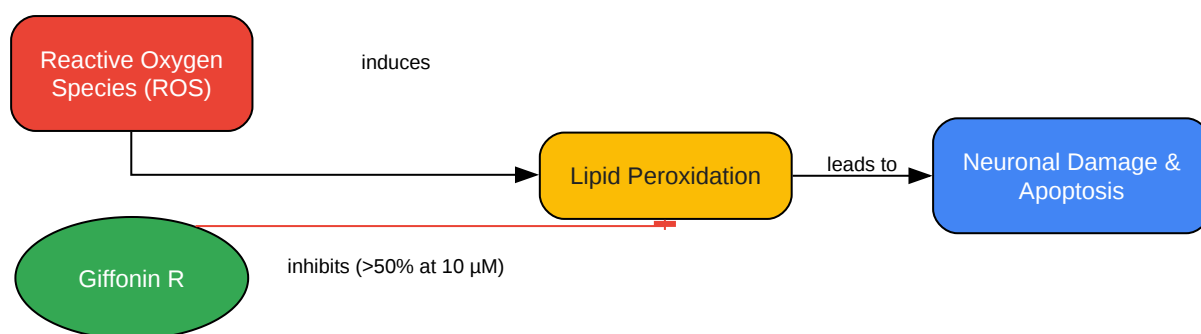 Reactive Oxygen
Species (ROS)
induces
Lipid Peroxidation
leads to
Neuronal Damage &
Apoptosis
Giffonin R
inhibits (>50% at 10 µM)